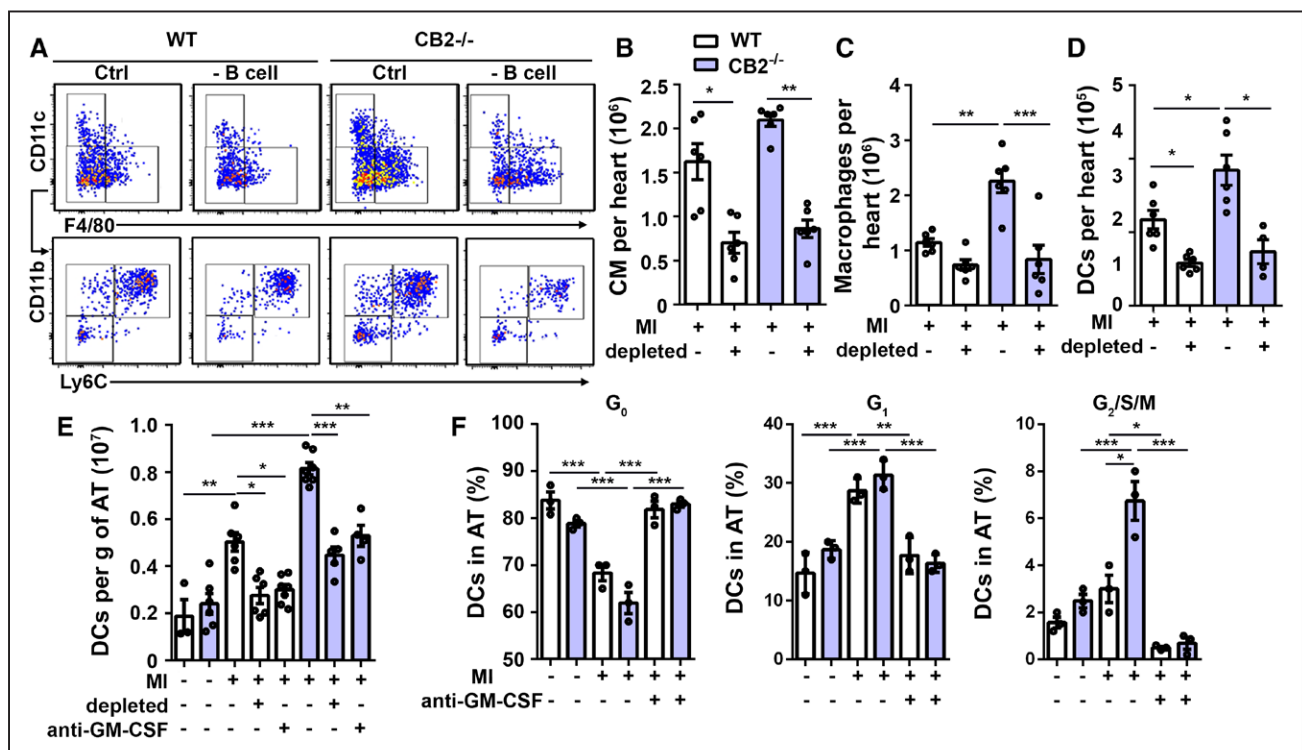 A
WT
CB2-/-
Ctrl
- B cell
Ctrl
- B cell
CD11c
F4/80
CD11b
Ly6C
B
WT
CB2-/-
CM per heart (10⁶)
2.5
2.0
1.5
1.0
0.5
0.0
* **
MI + + + +
depleted - + - +
C
Macrophages per
heart (10⁶)
4
3
2
1
0
** ***
MI + + + +
depleted - + - +
D
DCs per heart (10⁵)
5
4
2
1
0
* *
*
MI + + + +
depleted - + - +
E
DCs per g of AT (10⁷)
1.0
0.8
0.6
0.4
0.2
0
**
*** ***
*
** *
MI - - + + + + + +
depleted - - - + - - + -
anti-GM-CSF - - - - + - - +
F
G₀
DCs in AT (%)
100
90
80
70
60
50
*** ***
*** ***
MI - - + + + +
anti-GM-CSF - - - - + +
G₁
DCs in AT (%)
40
30
20
10
0
*** **
*** ***
- - + + + +
- - - - + +
G₂/S/M
DCs in AT (%)
10
8
6
4
2
0
*
*** ***
*
- - + + + +
- - - - + +